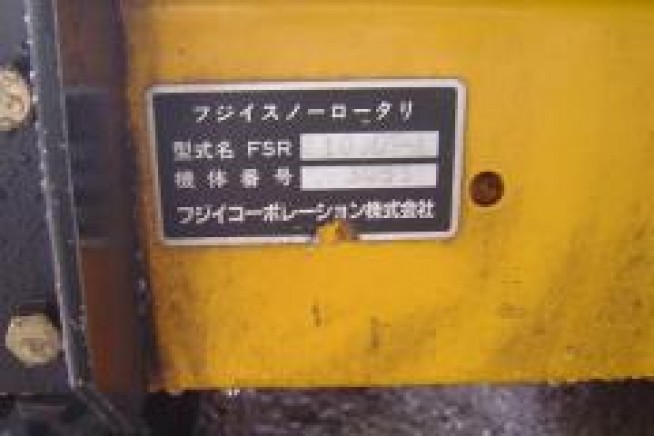 フジイスノーロータリ
型式名 FSR
機体番号
フジイコーポレーション株式会社